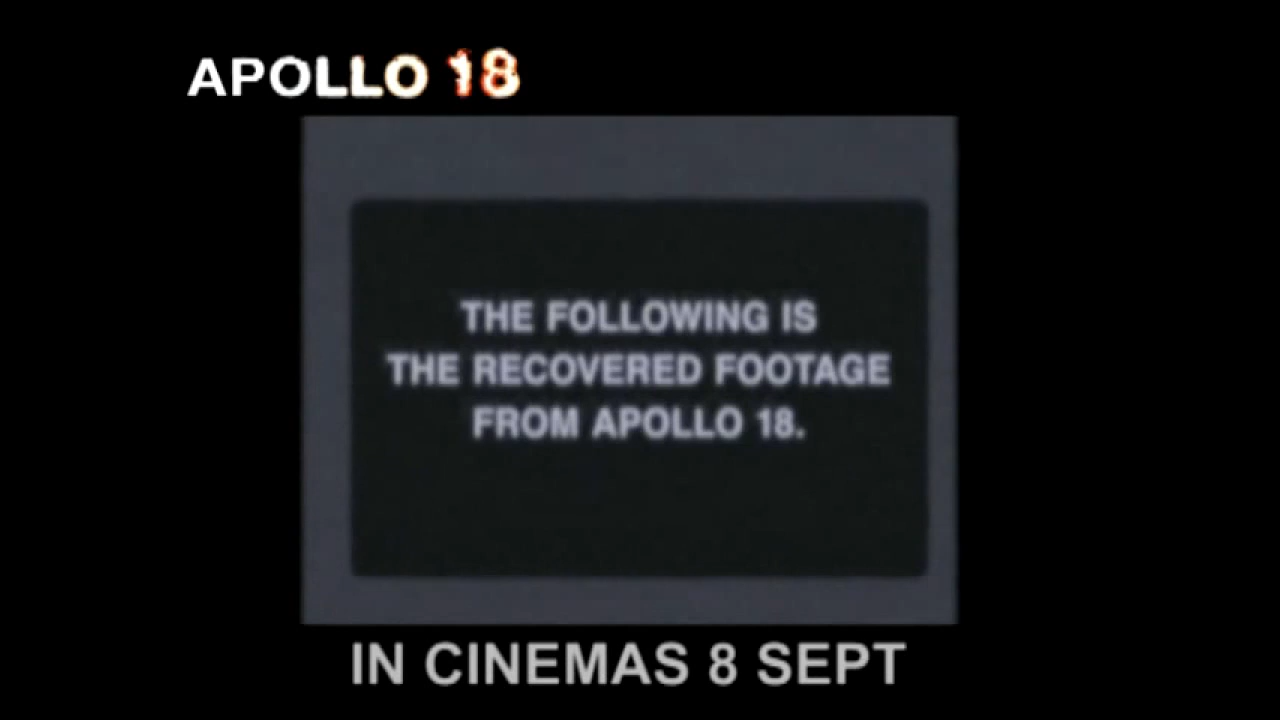 APOLLO 18
THE FOLLOWING IS
THE RECOVERED FOOTAGE
FROM APOLLO 18.
IN CINEMAS 8 SEPT